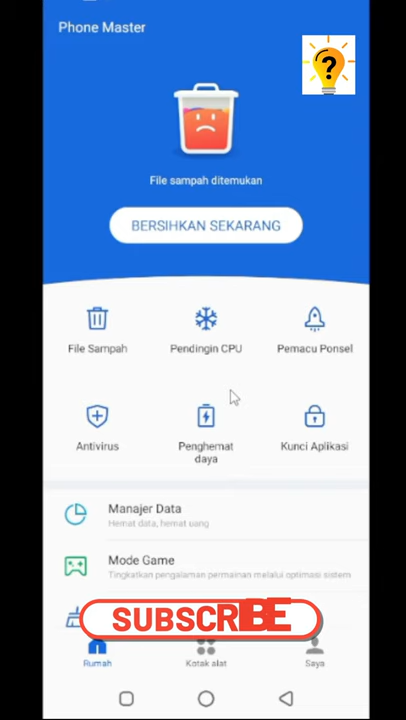 Phone Master
?
File sampah ditemukan
BERSIHKAN SEKARANG
File Sampah
Pendingin CPU
Pemacu Ponsel
Antivirus
Penghemat
daya
Kunci Aplikasi
Manajer Data
Hemat data, hemat uang
Mode Game
Tingkatkan pengalaman permainan melalui optimasi sistem
SUBSCRIBE
Rumah
Kotak alat
Saya